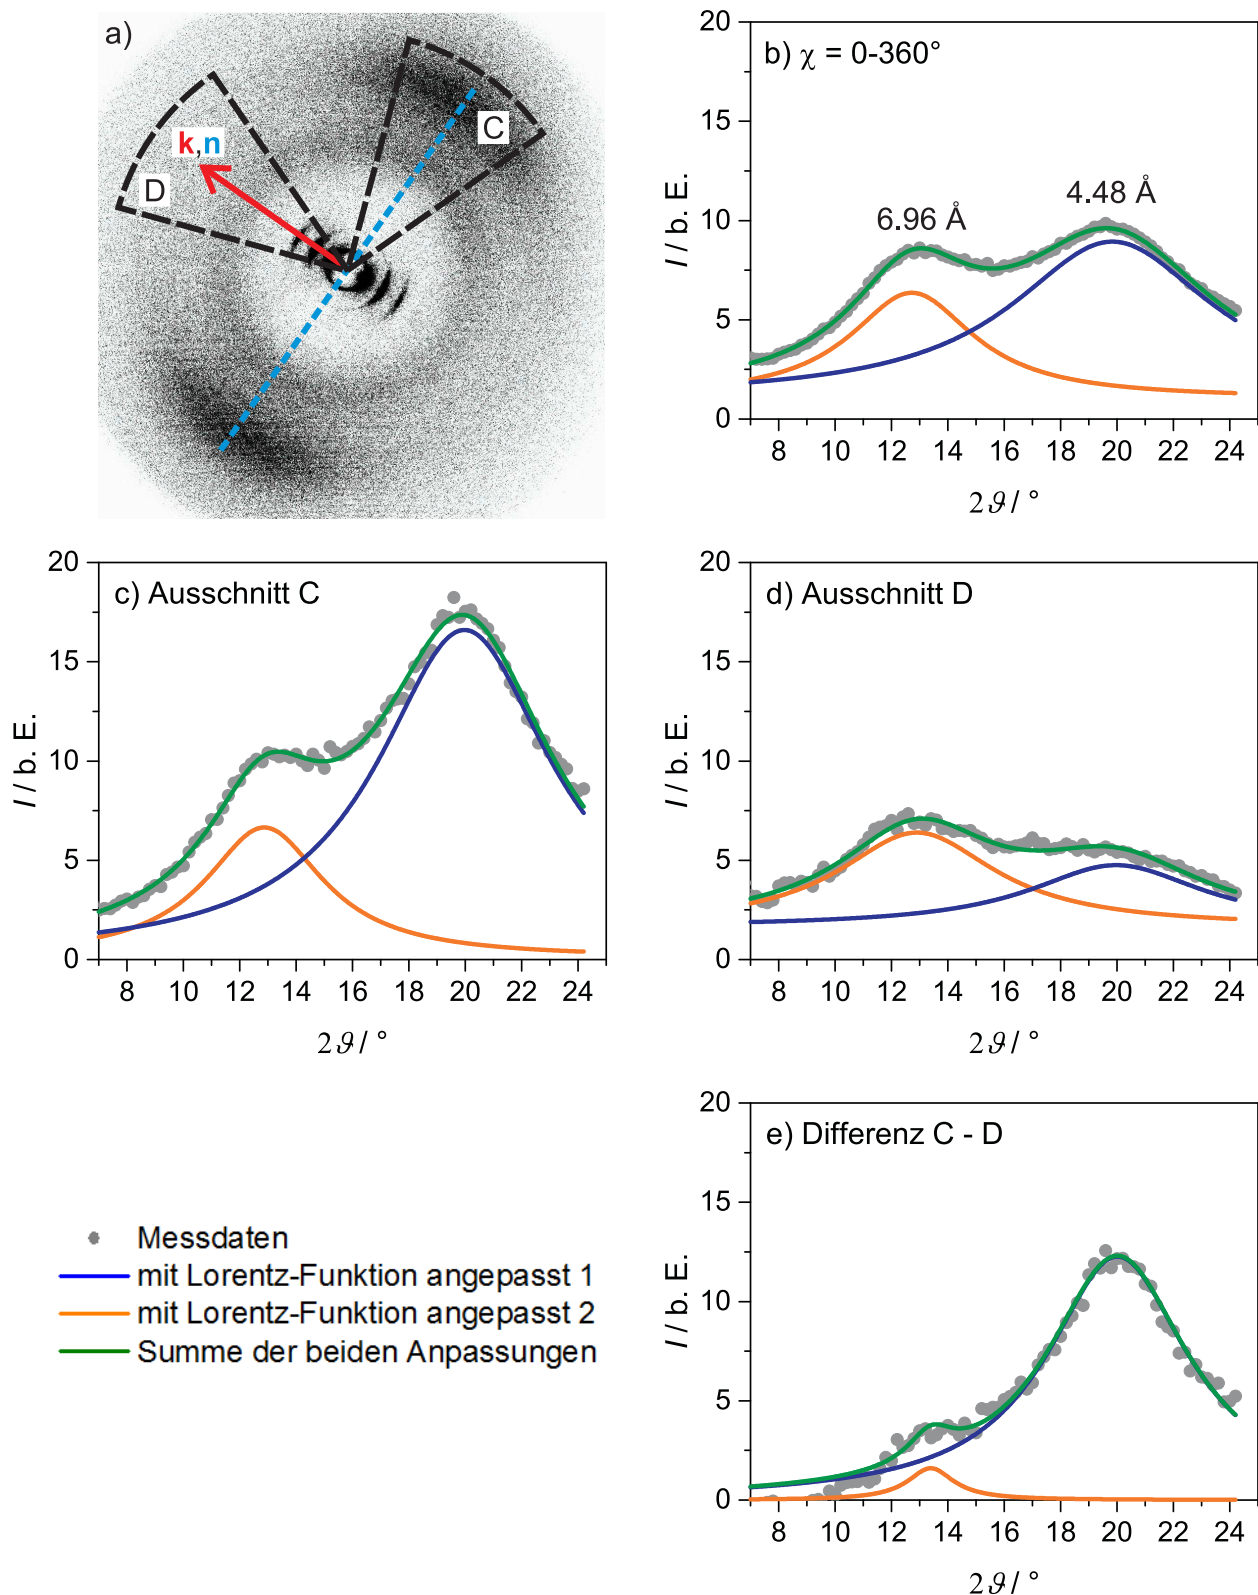 a)
k,n
C
D
b) χ = 0-360°
20
15
10
5
0
I / b. E.
6.96 Å
4.48 Å
8 10 12 14 16 18 20 22 24
2ϑ / °
c) Ausschnitt C
20
15
10
5
0
I / b. E.
8 10 12 14 16 18 20 22 24
2ϑ / °
d) Ausschnitt D
20
15
10
5
0
I / b. E.
8 10 12 14 16 18 20 22 24
2ϑ / °
e) Differenz C - D
20
15
10
5
0
I / b. E.
8 10 12 14 16 18 20 22 24
2ϑ / °
Messdaten
mit Lorentz-Funktion angepasst 1
mit Lorentz-Funktion angepasst 2
Summe der beiden Anpassungen